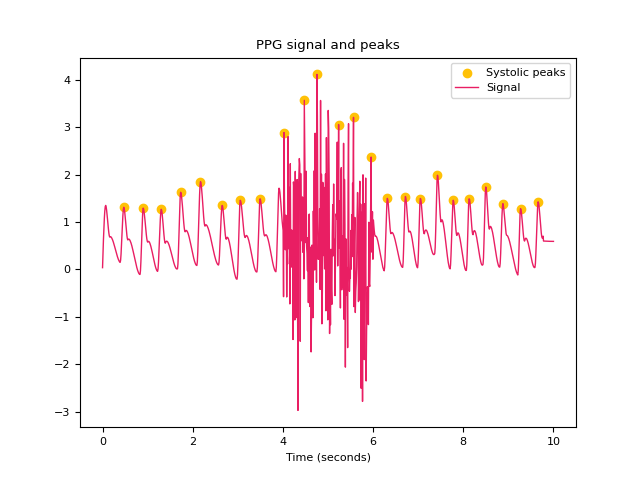 PPG signal and peaks
Systolic peaks
Signal
4
3
2
1
0
−1
−2
−3
0 2 4 6 8 10
Time (seconds)